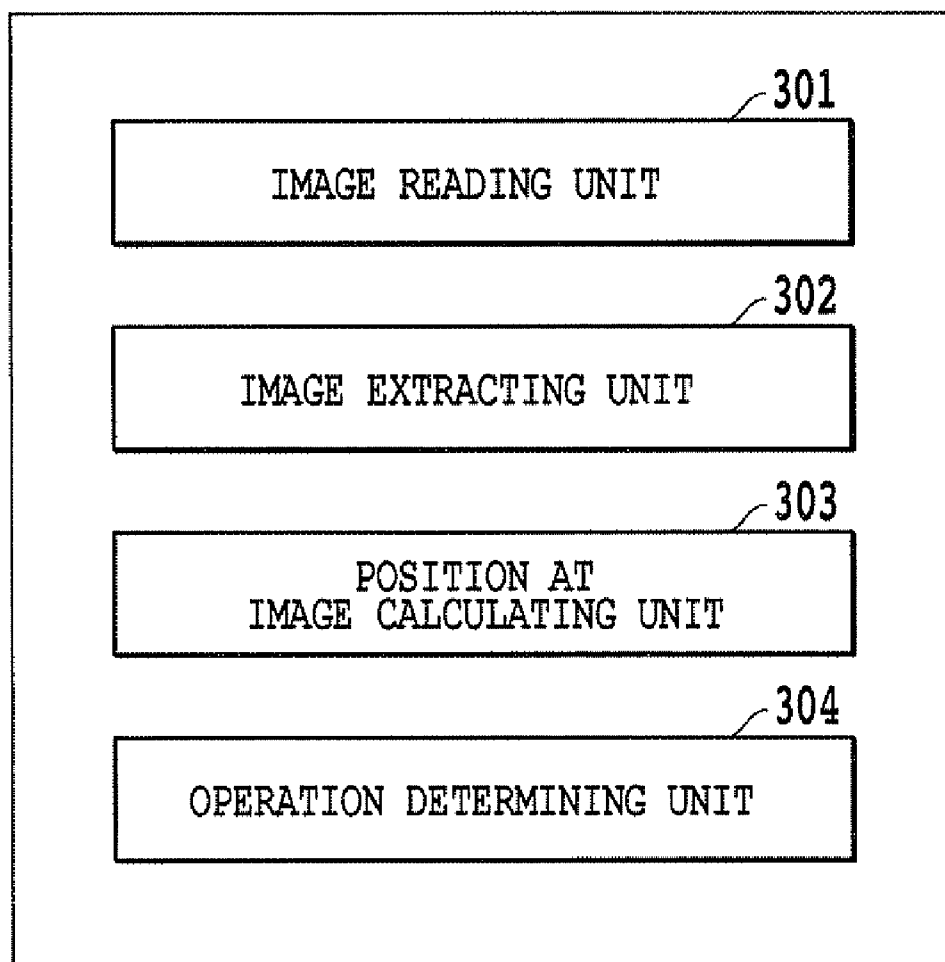 301
IMAGE READING UNIT
302
IMAGE EXTRACTING UNIT
303
POSITION AT
IMAGE CALCULATING UNIT
304
OPERATION DETERMINING UNIT